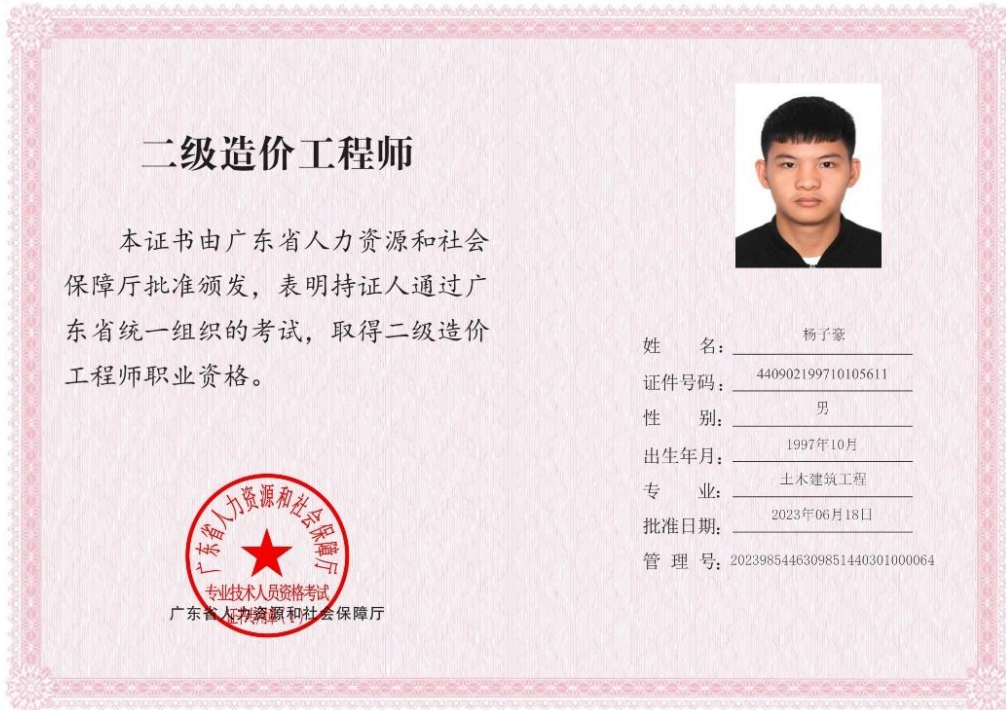 二级造价工程师
本证书由广东省人力资源和社会
保障厅批准颁发，表明持证人通过广
东省统一组织的考试，取得二级造价
工程师职业资格。
广东省人力资源和社会保障厅
专业技术人员资格考试
广东省人力资源和社会保障厅
姓名：杨子豪
证件号码：440902199710105611
性别：男
出生年月：1997年10月
专业：土木建筑工程
批准日期：2023年06月18日
管理号：20239854463098514403010​00064